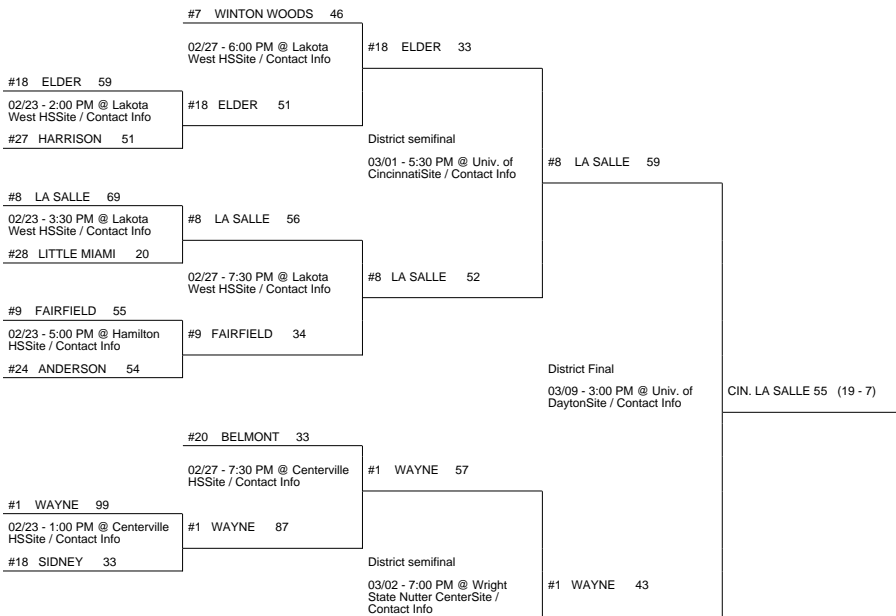 #7 WINTON WOODS 46
02/27 - 6:00 PM @ Lakota
West HSSite / Contact Info
#18 ELDER 33
#18 ELDER 59
02/23 - 2:00 PM @ Lakota
West HSSite / Contact Info
#18 ELDER 51
#27 HARRISON 51
District semifinal
03/01 - 5:30 PM @ Univ. of
CincinnatiSite / Contact Info
#8 LA SALLE 59
#8 LA SALLE 69
02/23 - 3:30 PM @ Lakota
West HSSite / Contact Info
#8 LA SALLE 56
#28 LITTLE MIAMI 20
02/27 - 7:30 PM @ Lakota
West HSSite / Contact Info
#8 LA SALLE 52
#9 FAIRFIELD 55
02/23 - 5:00 PM @ Hamilton
HSSite / Contact Info
#9 FAIRFIELD 34
#24 ANDERSON 54
District Final
03/09 - 3:00 PM @ Univ. of
DaytonSite / Contact Info
CIN. LA SALLE 55 (19 - 7)
#20 BELMONT 33
02/27 - 7:30 PM @ Centerville
HSSite / Contact Info
#1 WAYNE 57
#1 WAYNE 99
02/23 - 1:00 PM @ Centerville
HSSite / Contact Info
#1 WAYNE 87
#18 SIDNEY 33
District semifinal
03/02 - 7:00 PM @ Wright
State Nutter CenterSite /
Contact Info
#1 WAYNE 43